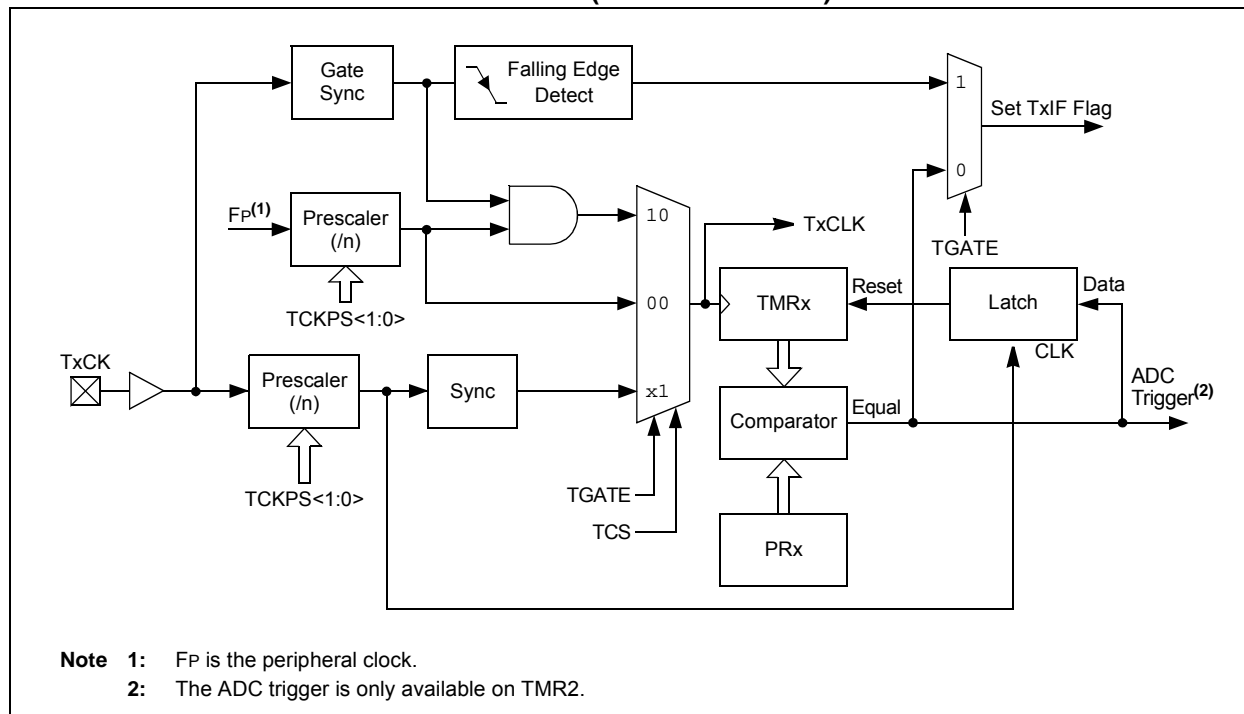 Gate
Sync
Falling Edge
Detect
1
Set TxIF Flag
0
FP(1)
Prescaler
(/n)
10
TxCLK
TGATE
TCKPS<1:0>
00
TMRx
Reset
Latch
Data
CLK
TxCK
Prescaler
(/n)
Sync
x1
Comparator
Equal
ADC
Trigger(2)
TCKPS<1:0>
TGATE
TCS
PRx
Note 1: FP is the peripheral clock.
2: The ADC trigger is only available on TMR2.